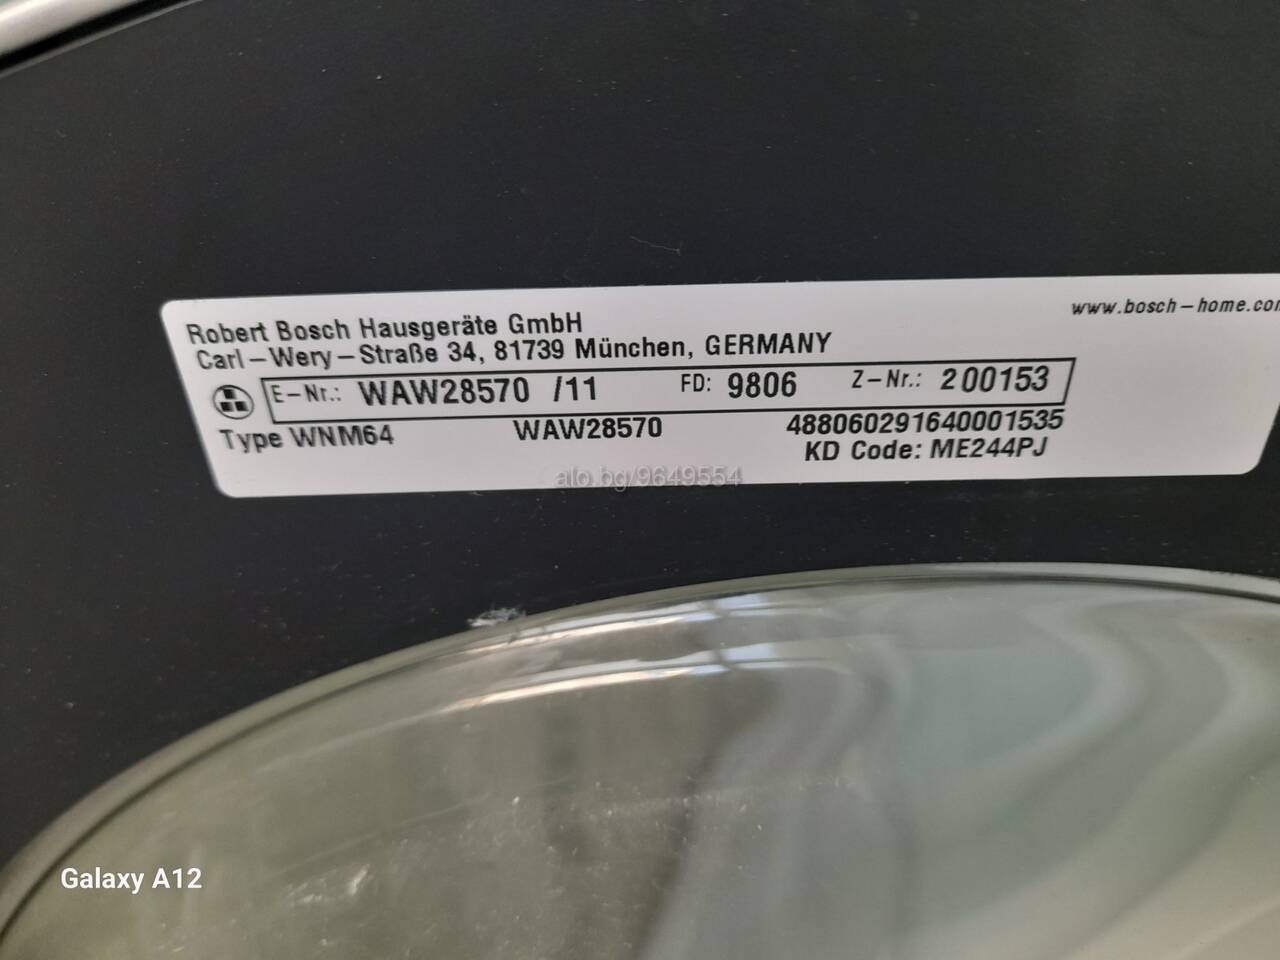 www.bosch-home.com
Robert Bosch Hausgeräte GmbH
Carl-Wery-Straße 34, 81739 München, GERMANY
E-Nr.: WAW28570 /11 FD: 9806 Z-Nr.: 200153
Type WNM64 WAW28570 488060291640001535
KD Code: ME244PJ
alo.bg/9649554
Galaxy A12